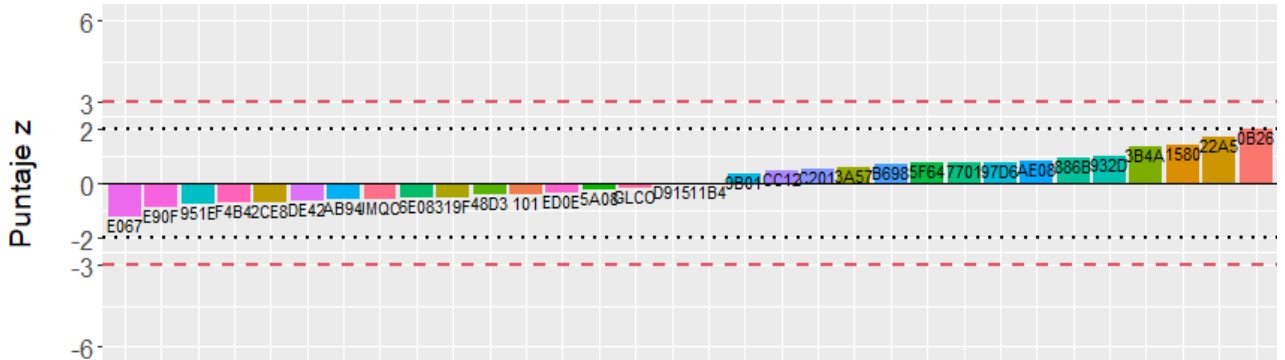 Puntaje z
6
3
2
0
-2
-3
-6
E067
E90F
951E
F4B4
2CE8
DE42
AB94
JMQC
6E08
319F
48D3
101
ED0E
5A08
GLCO
D915
11B4
9B01
CC12
C201
3A57
B698
5F64
7701
97D6
AE08
886B
932D
3B4A
1580
22A5
0B26